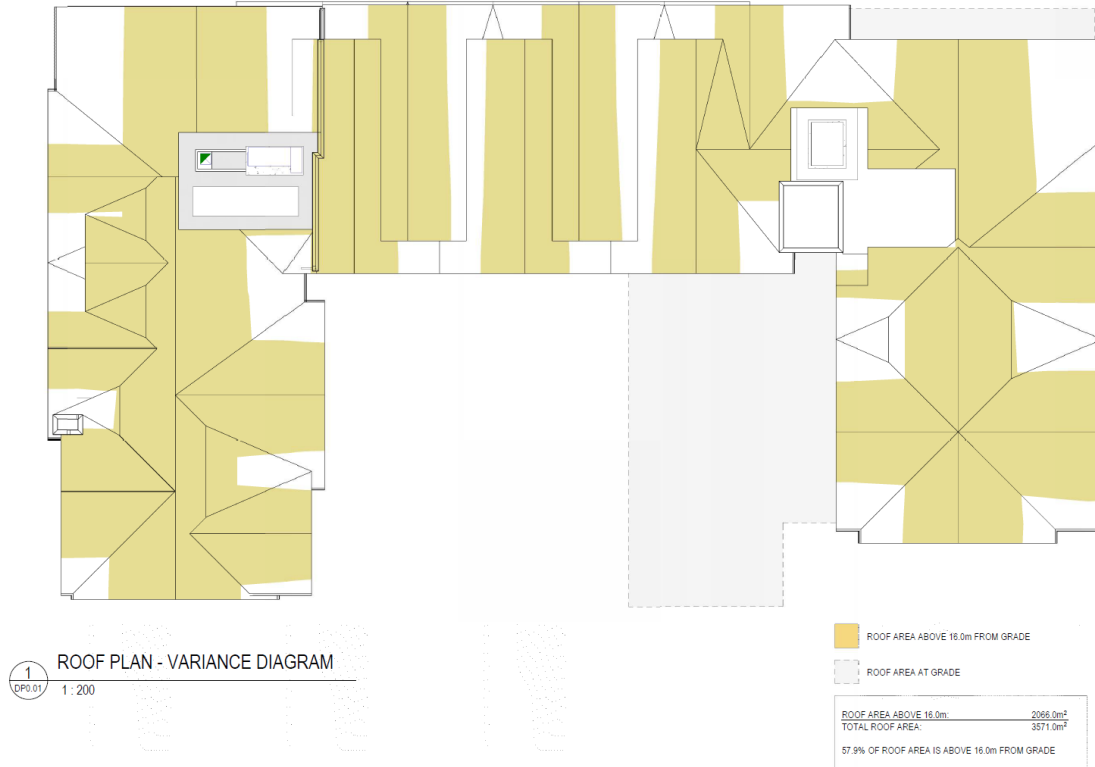 1
DP0.01
ROOF PLAN - VARIANCE DIAGRAM
1 : 200
ROOF AREA ABOVE 16.0m FROM GRADE
ROOF AREA AT GRADE
ROOF AREA ABOVE 16.0m: 2066.0m²
TOTAL ROOF AREA: 3571.0m²
57.9% OF ROOF AREA IS ABOVE 16.0m FROM GRADE